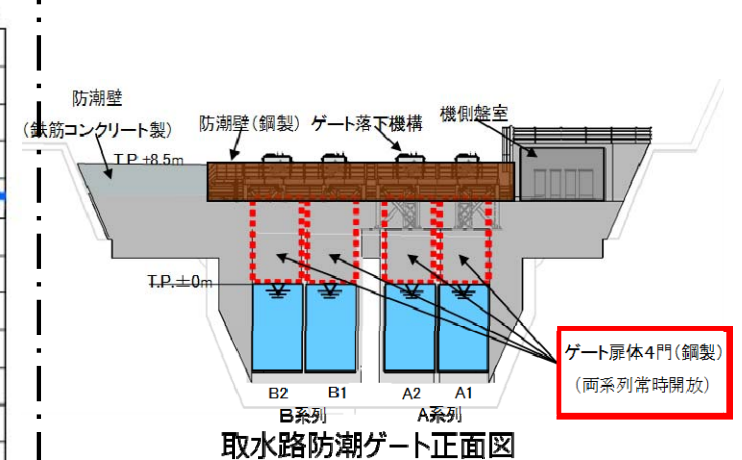 防潮壁
(鉄筋コンクリート製)
防潮壁(鋼製)
ゲート落下機構
機側盤室
T.P.+8.5m
T.P.±0m
ゲート扉体4門(鋼製)
(両系列常時開放)
B2 B1 A2 A1
B系列 A系列
取水路防潮ゲート正面図